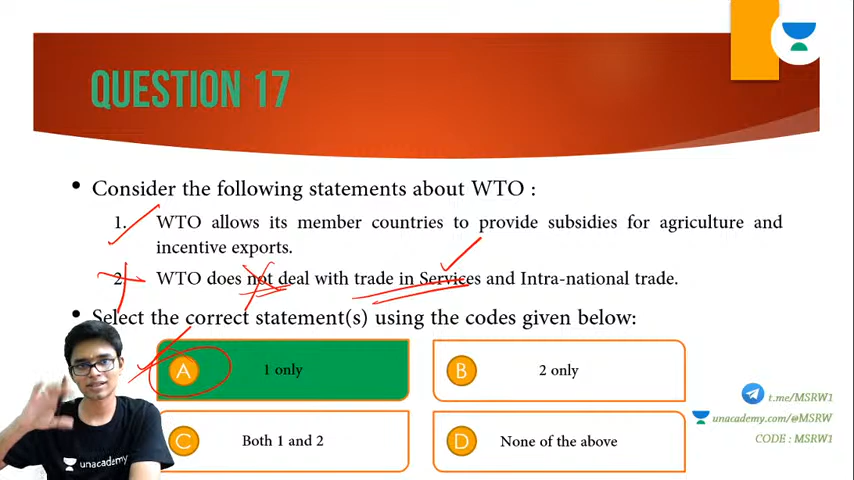 QUESTION 17
• Consider the following statements about WTO :
1. WTO allows its member countries to provide subsidies for agriculture and
incentive exports.
2. WTO does not deal with trade in Services and Intra-national trade.
• Select the correct statement(s) using the codes given below:
A 1 only
B 2 only
C Both 1 and 2
D None of the above
t.me/MSRW1
unacademy.com/@MSRW
CODE : MSRW1
unacademy